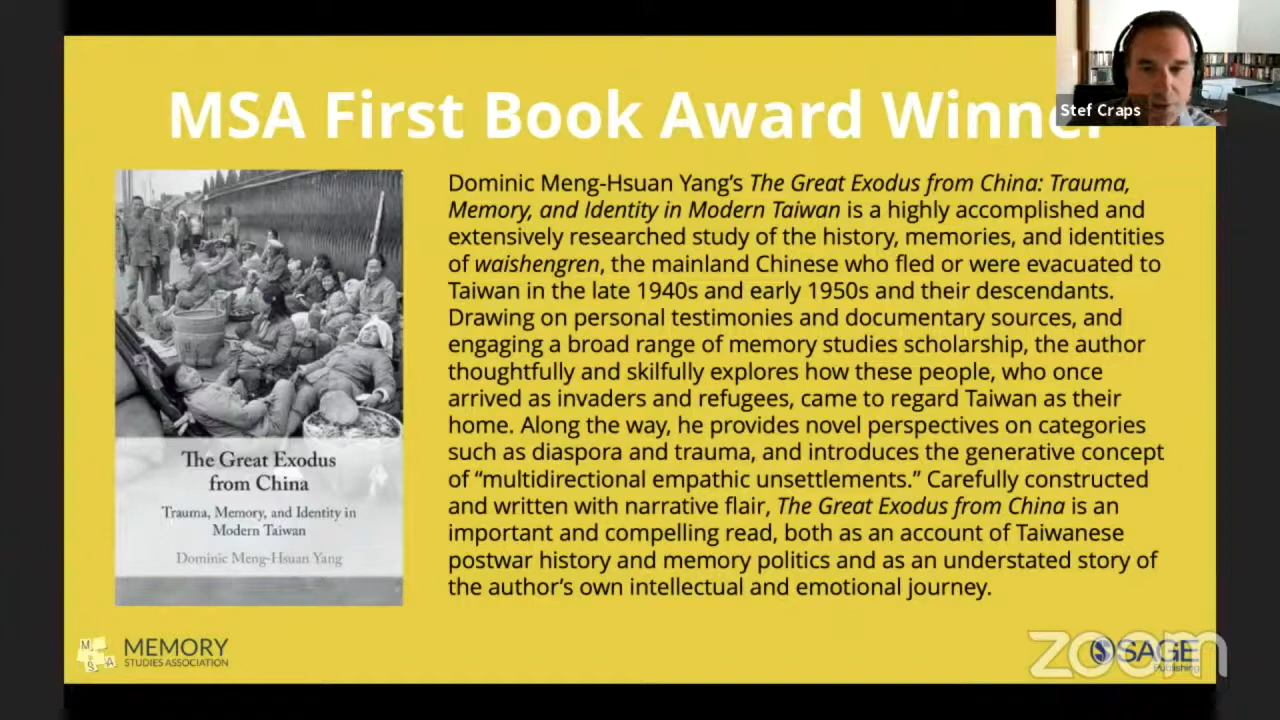 MSA First Book Award Winner
Stef Craps
Dominic Meng-Hsuan Yang's The Great Exodus from China: Trauma,
Memory, and Identity in Modern Taiwan is a highly accomplished and
extensively researched study of the history, memories, and identities
of waishengren, the mainland Chinese who fled or were evacuated to
Taiwan in the late 1940s and early 1950s and their descendants.
Drawing on personal testimonies and documentary sources, and
engaging a broad range of memory studies scholarship, the author
thoughtfully and skilfully explores how these people, who once
arrived as invaders and refugees, came to regard Taiwan as their
home. Along the way, he provides novel perspectives on categories
such as diaspora and trauma, and introduces the generative concept
of “multidirectional empathic unsettlements.” Carefully constructed
and written with narrative flair, The Great Exodus from China is an
important and compelling read, both as an account of Taiwanese
postwar history and memory politics and as an understated story of
the author's own intellectual and emotional journey.
The Great Exodus
from China
Trauma, Memory, and Identity in
Modern Taiwan
Dominic Meng-Hsuan Yang
M
S A
MEMORY
STUDIES ASSOCIATION
zoom
SAGE
Publishing